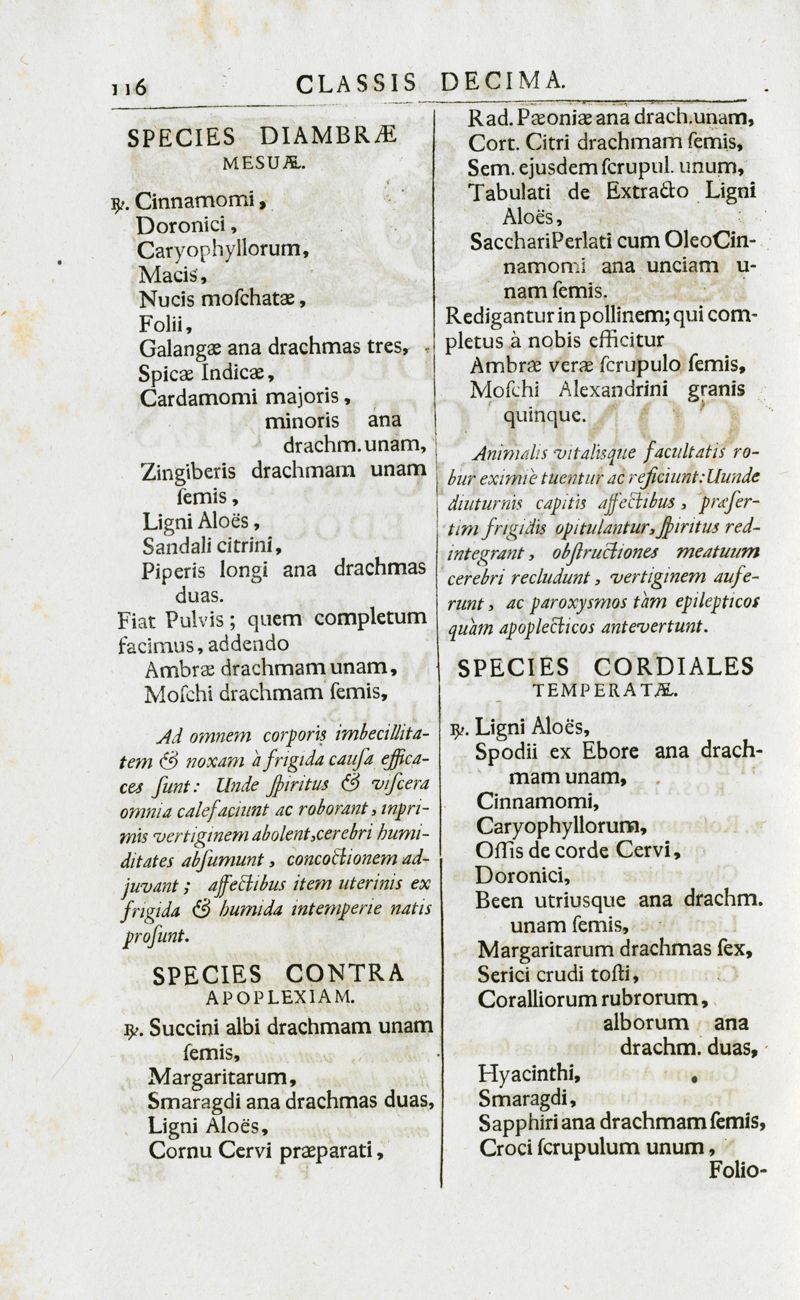 116 CLASSIS DECIMA.
SPECIES DIAMBRÆ
MESUÆ.
℞. Cinnamomi,
Doronici,
Caryophyllorum,
Macis,
Nucis moſchatæ,
Folii,
Galangæ ana drachmas tres,
Spicæ Indicæ,
Cardamomi majoris,
minoris ana
drachm. unam,
Zingiberis drachmam unam
ſemis,
Ligni Aloës,
Sandali citrini,
Piperis longi ana drachmas
duas.
Fiat Pulvis; quem completum
facimus, addendo
Ambræ drachmam unam,
Moſchi drachmam ſemis,
Ad omnem corporis imbecillita-
tem & noxam à frigida cauſa effica-
ces ſunt: Unde ſpiritus & viſcera
omnia calefaciunt ac roborant, inpri-
mis vertiginem abolent, cerebri humi-
ditates abſumunt, concoctionem ad-
juvant; affectibus item uterinis ex
frigida & humida intemperie natis
proſunt.
SPECIES CONTRA
APOPLEXIAM.
℞. Succini albi drachmam unam
ſemis,
Margaritarum,
Smaragdi ana drachmas duas,
Ligni Aloës,
Cornu Cervi præparati,
Rad. Pæoniæ ana drach. unam,
Cort. Citri drachmam ſemis,
Sem. ejusdem ſcrupul. unum,
Tabulati de Extracto Ligni
Aloës,
Sacchari Perlati cum Oleo Cin-
namomi ana unciam u-
nam ſemis.
Redigantur in pollinem; qui com-
pletus à nobis efficitur
Ambræ veræ ſcrupulo ſemis,
Moſchi Alexandrini granis
quinque.
Animalis vitalisque facultatis ro-
bur eximiè tuentur ac reficiunt: Uunde
diuturnis capitis affectibus, præſer-
tim frigidis opitulantur, ſpiritus red-
integrant, obſtructiones meatuum
cerebri recludunt, vertiginem aufe-
runt, ac paroxysmos tàm epilepticos
quàm apoplecticos antevertunt.
SPECIES CORDIALES
TEMPERATÆ.
℞. Ligni Aloës,
Spodii ex Ebore ana drach-
mam unam,
Cinnamomi,
Caryophyllorum,
Oſſis de corde Cervi,
Doronici,
Been utriusque ana drachm.
unam ſemis,
Margaritarum drachmas ſex,
Serici crudi toſti,
Coralliorum rubrorum,
alborum ana
drachm. duas,
Hyacinthi,
Smaragdi,
Sapphiri ana drachmam ſemis,
Croci ſcrupulum unum,
Folio-